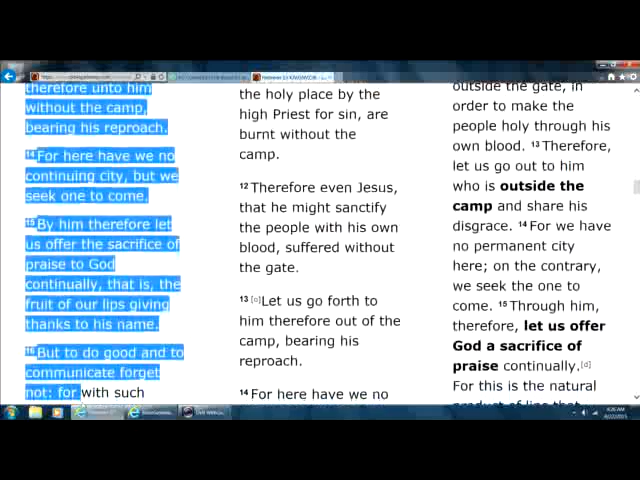 therefore unto him
without the camp,
bearing his reproach.
14 For here have we no
continuing city, but we
seek one to come.
15 By him therefore let
us offer the sacrifice of
praise to God
continually, that is, the
fruit of our lips giving
thanks to his name.
16 But to do good and to
communicate forget
not: for with such
the holy place by the
high Priest for sin, are
burnt without the
camp.
12 Therefore even Jesus,
that he might sanctify
the people with his own
blood, suffered without
the gate.
13 [o]Let us go forth to
him therefore out of the
camp, bearing his
reproach.
14 For here have we no
outside the gate, in
order to make the
people holy through his
own blood. 13 Therefore,
let us go out to him
who is outside the
camp and share his
disgrace. 14 For we have
no permanent city
here; on the contrary,
we seek the one to
come. 15 Through him,
therefore, let us offer
God a sacrifice of
praise continually.[d]
For this is the natural
product of lips that